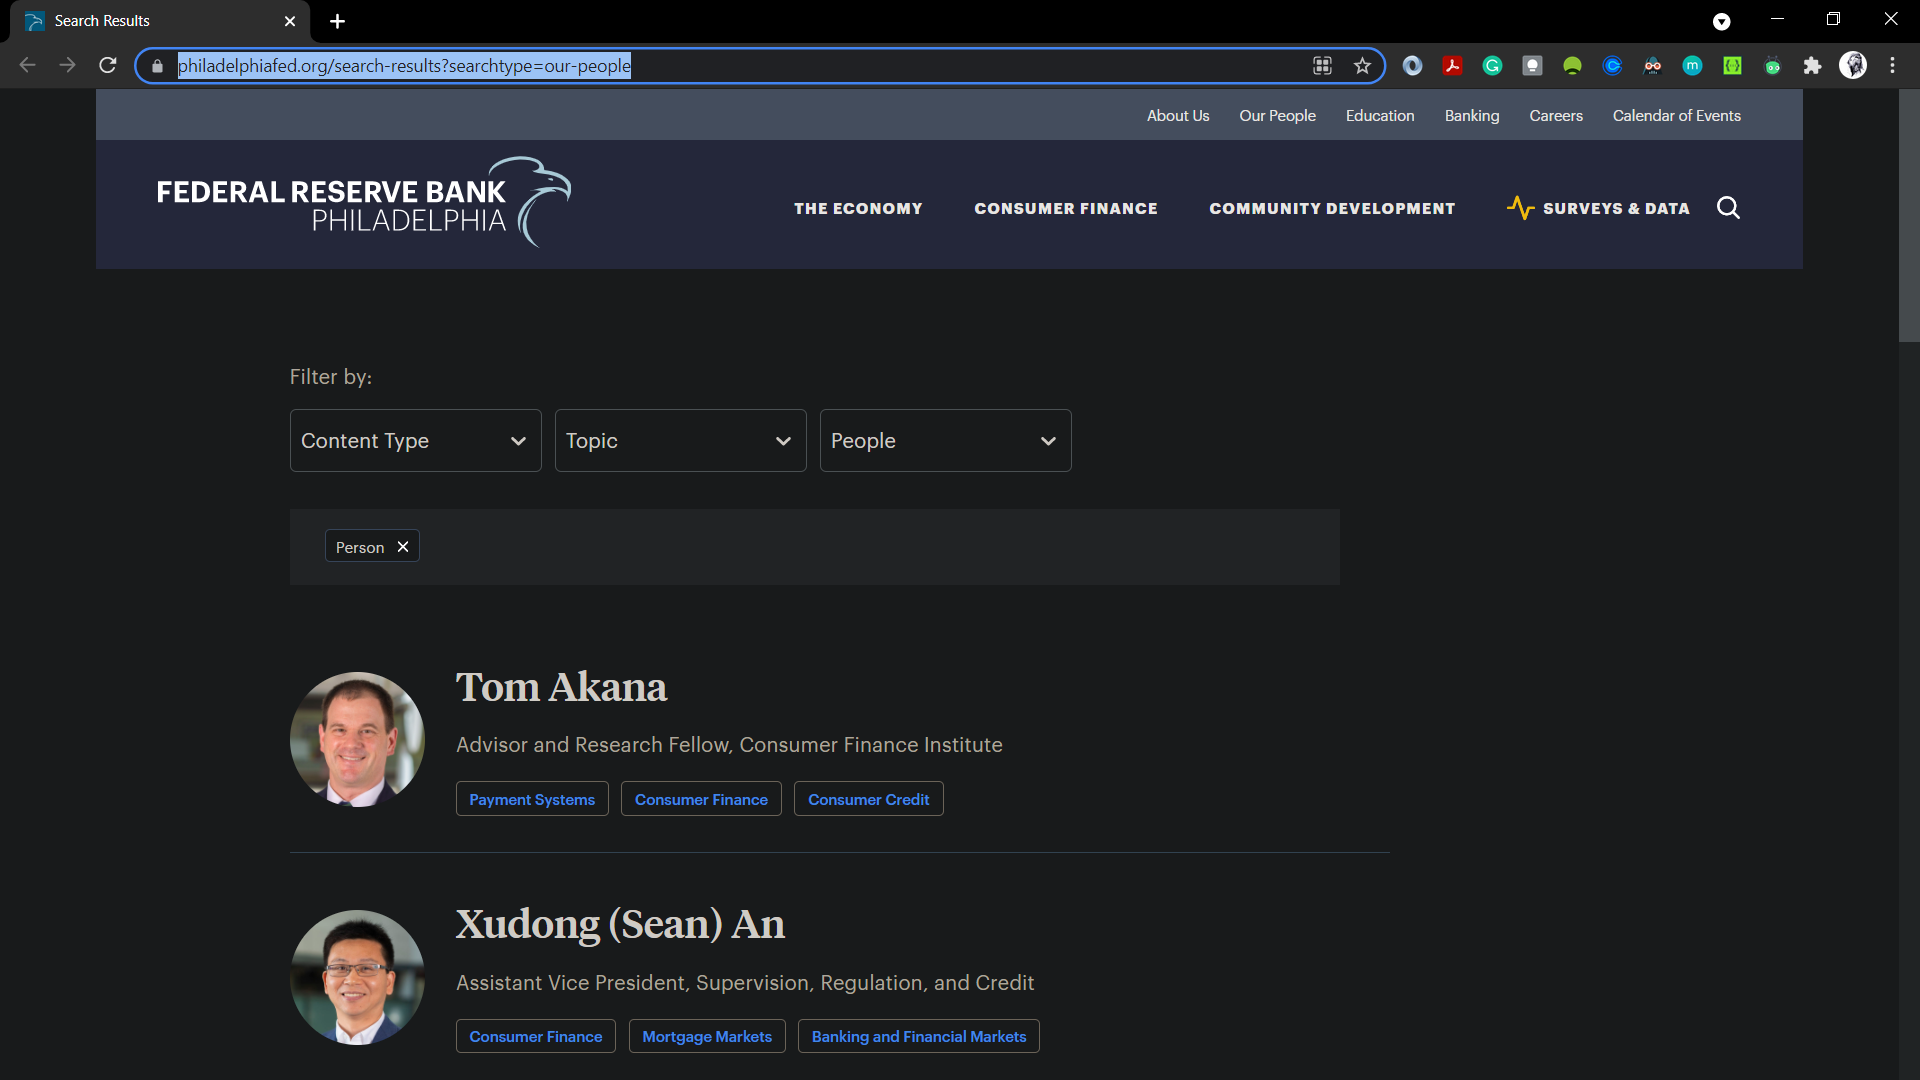 Search Results
philadelphiafed.org/search-results?searchtype=our-people
About Us Our People Education Banking Careers Calendar of Events
FEDERAL RESERVE BANK
PHILADELPHIA
THE ECONOMY CONSUMER FINANCE COMMUNITY DEVELOPMENT SURVEYS & DATA
Filter by:
Content Type Topic People
Person
Tom Akana
Advisor and Research Fellow, Consumer Finance Institute
Payment Systems Consumer Finance Consumer Credit
Xudong (Sean) An
Assistant Vice President, Supervision, Regulation, and Credit
Consumer Finance Mortgage Markets Banking and Financial Markets